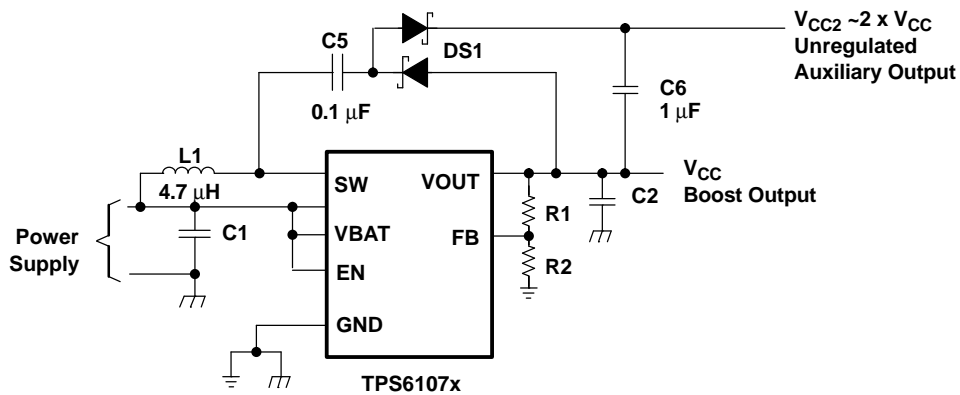 C5
0.1 μF
DS1
V_CC2 ~2 x V_CC
Unregulated
Auxiliary Output
C6
1 μF
L1
4.7 μH
SW
VOUT
V_CC
Boost Output
C2
R1
Power
Supply
C1
VBAT
FB
R2
EN
GND
TPS6107x